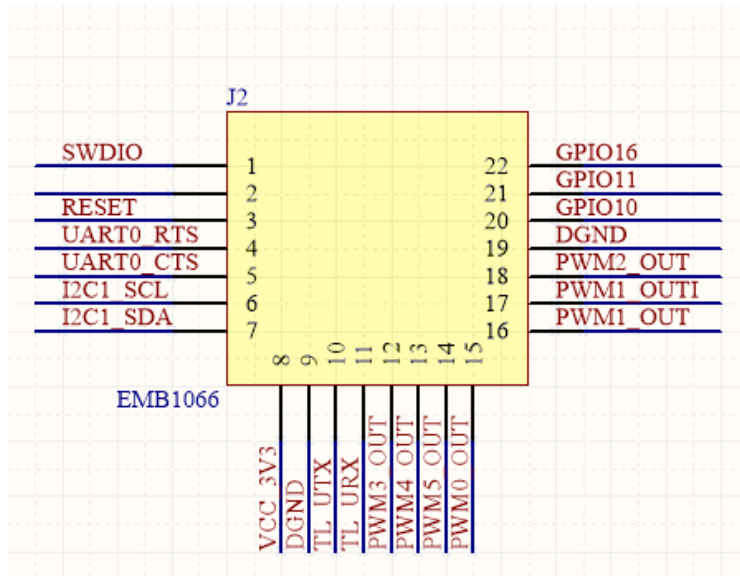 J2
SWDIO 1 22 GPIO16
2 21 GPIO11
RESET 3 20 GPIO10
UART0_RTS 4 19 DGND
UART0_CTS 5 18 PWM2_OUT
I2C1_SCL 6 17 PWM1_OUTI
I2C1_SDA 7 16 PWM1_OUT
8 9 10 11 12 13 14 15
EMB1066
VCC_3V3
DGND
TL_UTX
TL_URX
PWM3_OUT
PWM4_OUT
PWM5_OUT
PWM0_OUT